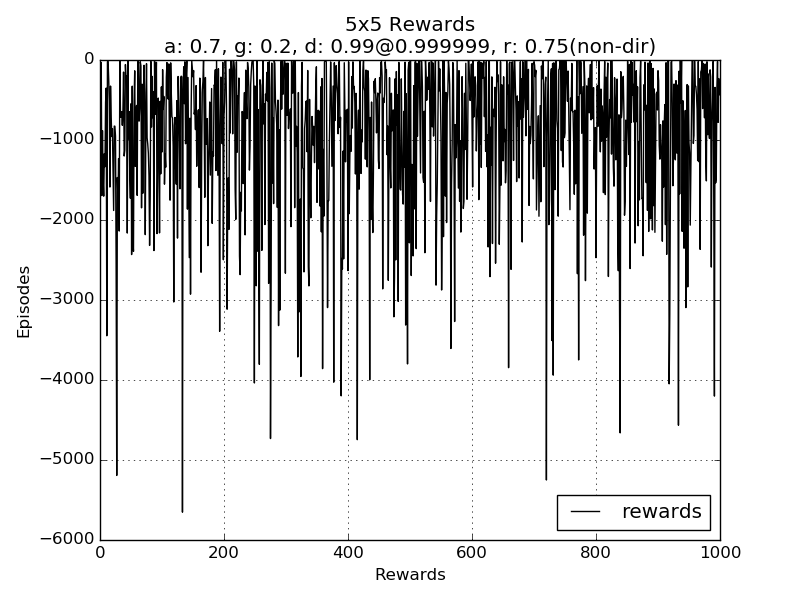 5x5 Rewards
a: 0.7, g: 0.2, d: 0.99@0.999999, r: 0.75(non-dir)
0
−1000
−2000
−3000
−4000
−5000
−6000
Episodes
rewards
0 200 400 600 800 1000
Rewards